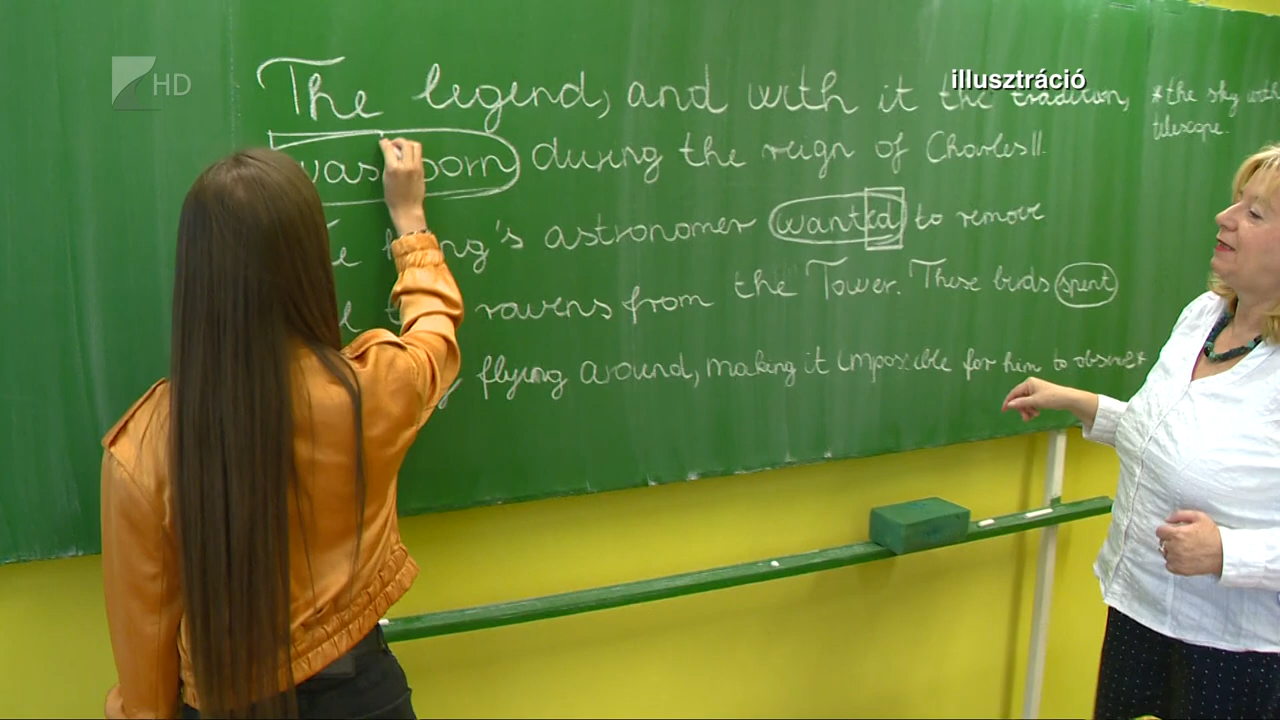 HD
illusztráció
The legend, and with it the tradition,
was born during the reign of Charles II.
's astronomer wanted to remove
ravens from the Tower. These birds spent
flying around, making it impossible for him to observe*
*the sky with
telescope.